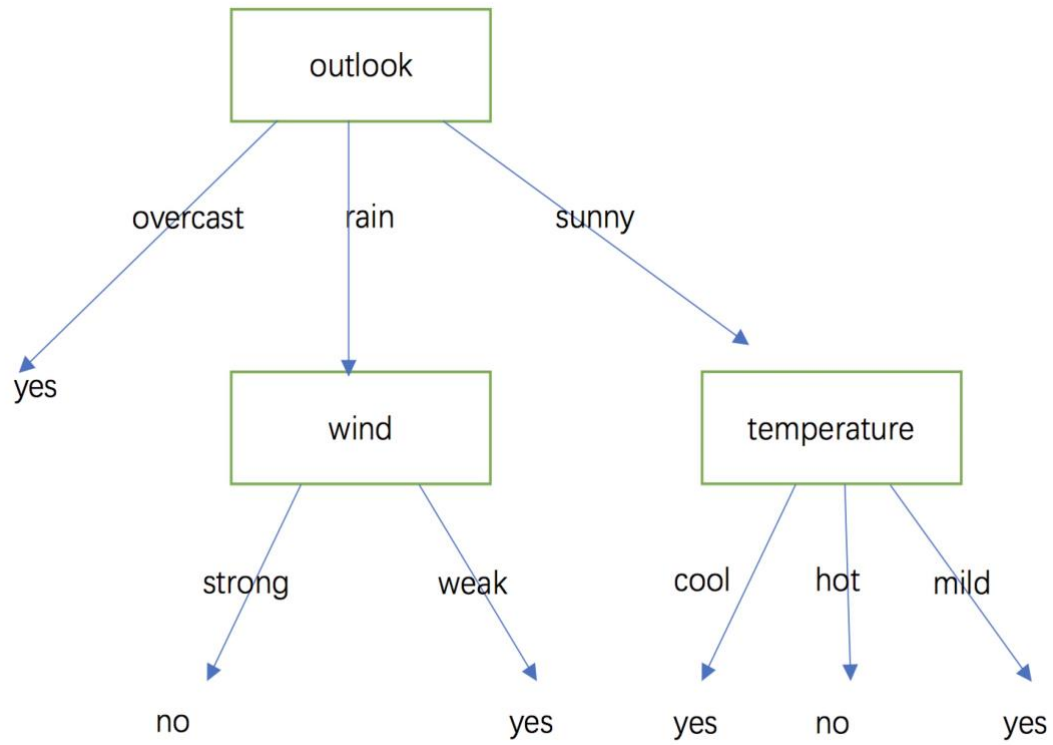 outlook
overcast
rain
sunny
yes
wind
temperature
strong
weak
cool
hot
mild
no
yes
yes
no
yes